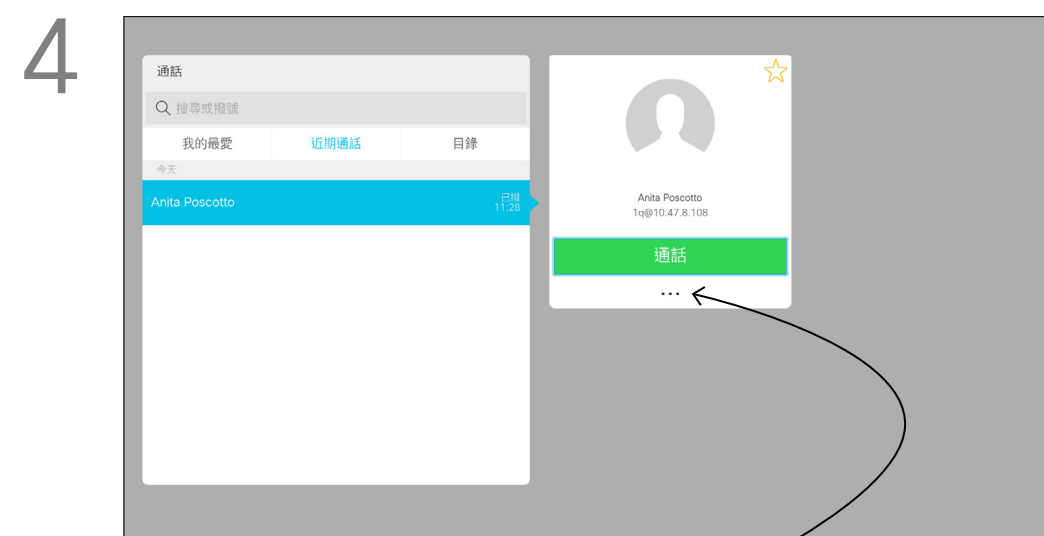 4
通話
搜尋或撥號
我的最愛 近期通話 目錄
今天
Anita Poscotto 已撥 11:28
Anita Poscotto
1q@10.47.8.108
通話
...